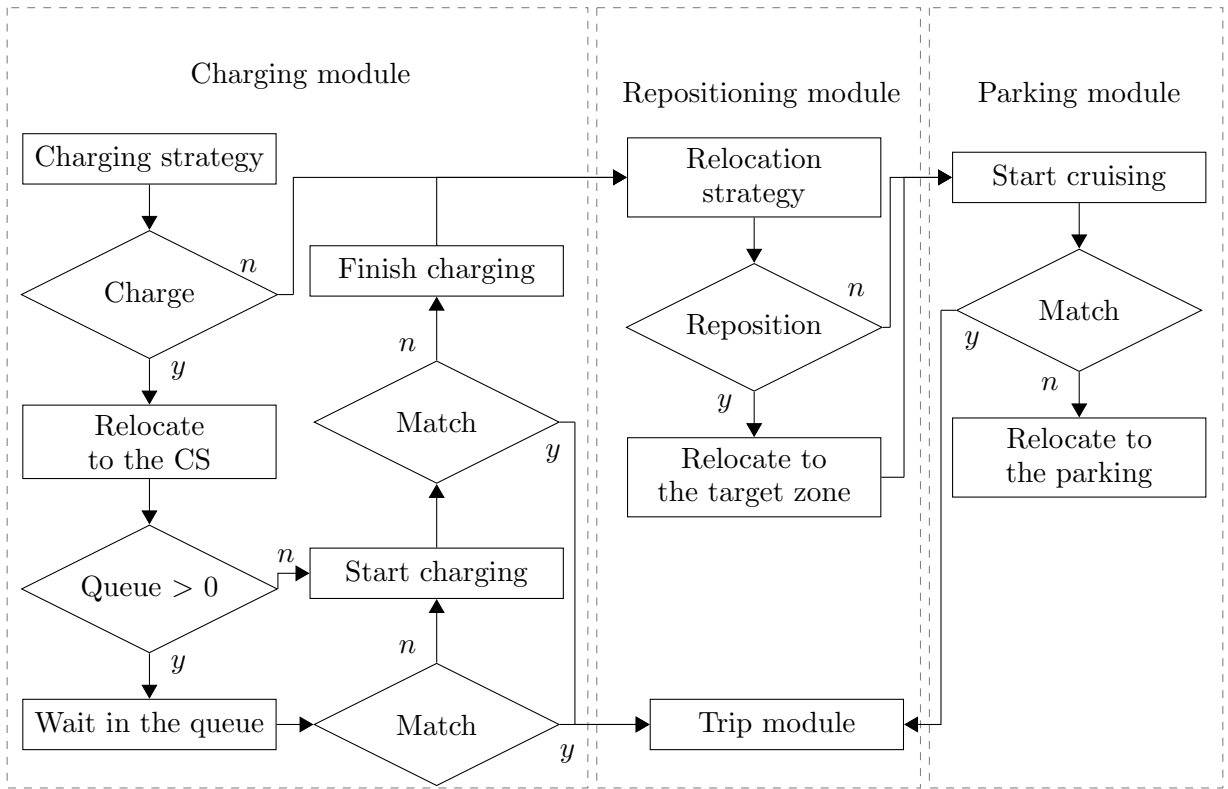 Charging module
Charging strategy
Charge
n
y
Relocate
to the CS
Queue > 0
n
y
Wait in the queue
Match
n
y
Start charging
Match
n
y
Finish charging
Repositioning module
Relocation
strategy
Reposition
n
y
Relocate to
the target zone
Trip module
Parking module
Start cruising
Match
y
n
Relocate to
the parking